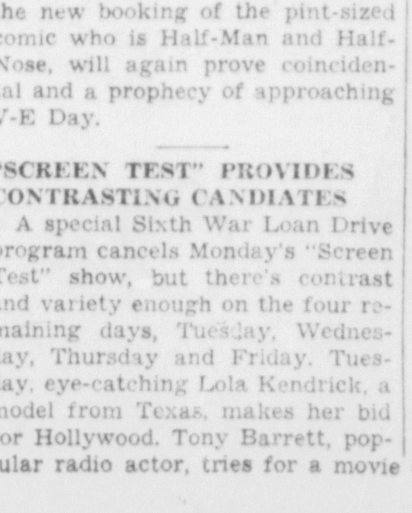 the new booking of the pint-sized
comic who is Half-Man and Half-
Nose, will again prove coinciden-
tal and a prophecy of approaching
V-E Day.
"SCREEN TEST" PROVIDES
CONTRASTING CANDIATES
A special Sixth War Loan Drive
program cancels Monday's "Screen
Test" show, but there's contrast
and variety enough on the four re-
maining days, Tuesday, Wednes-
day, Thursday and Friday. Tues-
day, eye-catching Lola Kendrick, a
model from Texas, makes her bid
for Hollywood. Tony Barrett, pop-
ular radio actor, tries for a movie